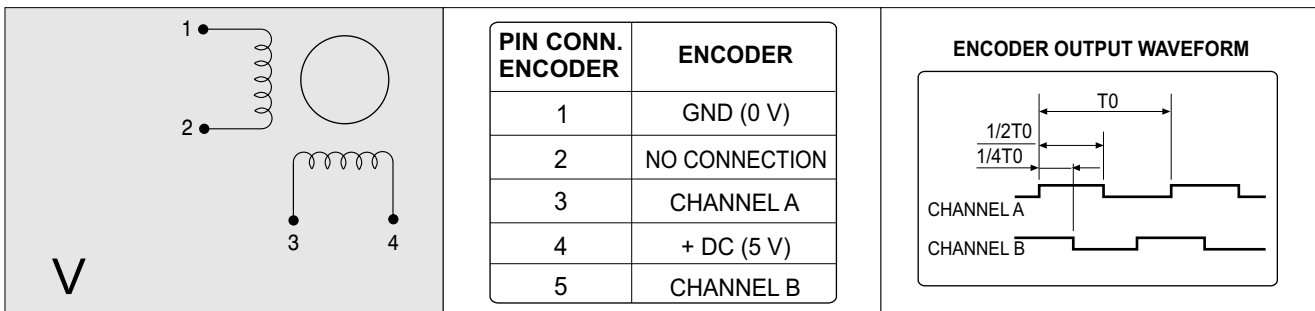 1
2
3 4
V
PIN CONN. ENCODER
ENCODER
1 GND (0 V)
2 NO CONNECTION
3 CHANNEL A
4 + DC (5 V)
5 CHANNEL B
ENCODER OUTPUT WAVEFORM
T0
1/2T0
1/4T0
CHANNEL A
CHANNEL B